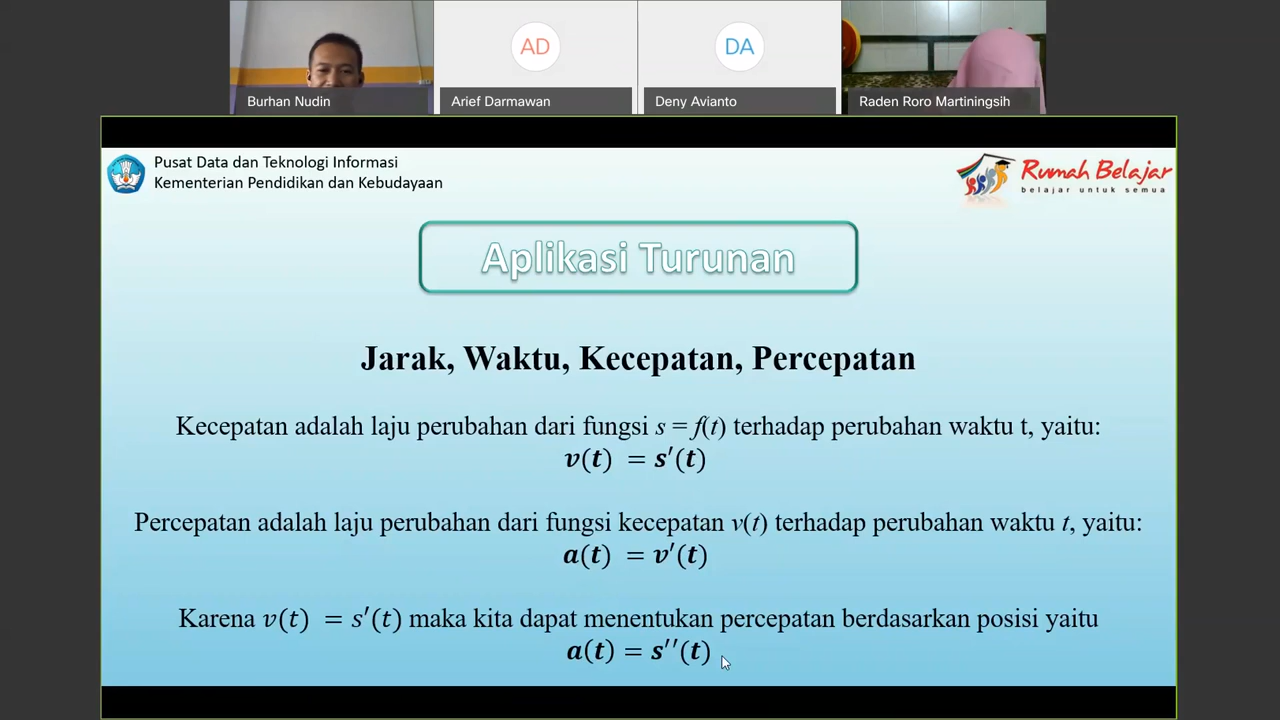 AD
DA
Burhan Nudin
Arief Darmawan
Deny Avianto
Raden Roro Martiningsih
Pusat Data dan Teknologi Informasi
Kementerian Pendidikan dan Kebudayaan
Rumah Belajar
belajar untuk semua
Aplikasi Turunan
Jarak, Waktu, Kecepatan, Percepatan
Kecepatan adalah laju perubahan dari fungsi s = f(t) terhadap perubahan waktu t, yaitu:
v(t) = s′(t)
Percepatan adalah laju perubahan dari fungsi kecepatan v(t) terhadap perubahan waktu t, yaitu:
a(t) = v′(t)
Karena v(t) = s′(t) maka kita dapat menentukan percepatan berdasarkan posisi yaitu
a(t) = s′′(t)